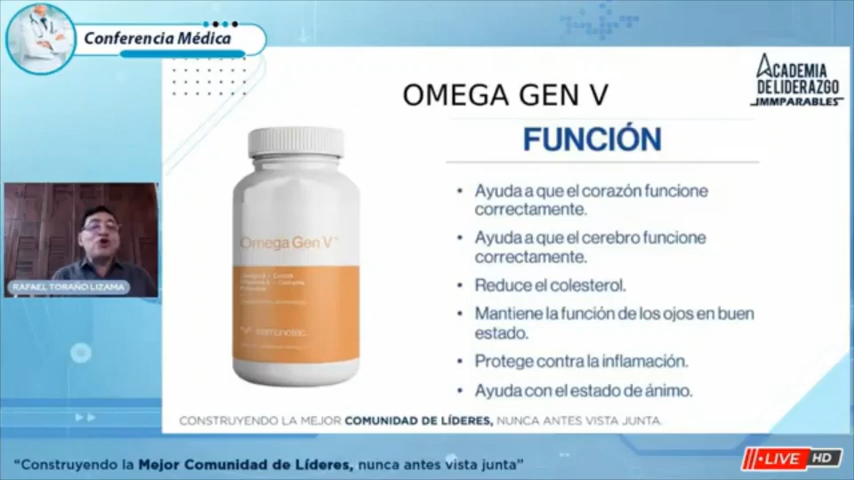 Conferencia Médica
ACADEMIA
DE LIDERAZGO
IMMPARABLES
OMEGA GEN V
FUNCIÓN
• Ayuda a que el corazón funcione
correctamente.
• Ayuda a que el cerebro funcione
correctamente.
• Reduce el colesterol.
• Mantiene la función de los ojos en buen
estado.
• Protege contra la inflamación.
• Ayuda con el estado de ánimo.
Omega Gen V™
immunotec
RAFAEL TORAÑO LIZAMA
CONSTRUYENDO LA MEJOR COMUNIDAD DE LÍDERES, NUNCA ANTES VISTA JUNTA.
“Construyendo la Mejor Comunidad de Líderes, nunca antes vista junta”
LIVE HD